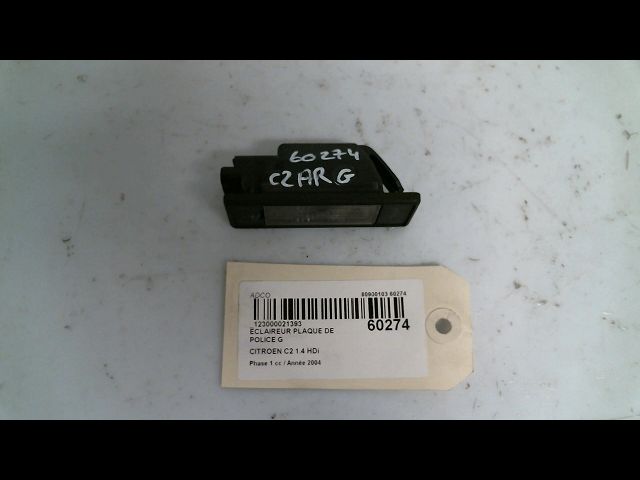 60274
C2 AR G
ADCO 80900103 60274
123000021393
60274
ECLAIREUR PLAQUE DE
POLICE G
CITROEN C2 1.4 HDi
Phase 1 cc / Année 2004